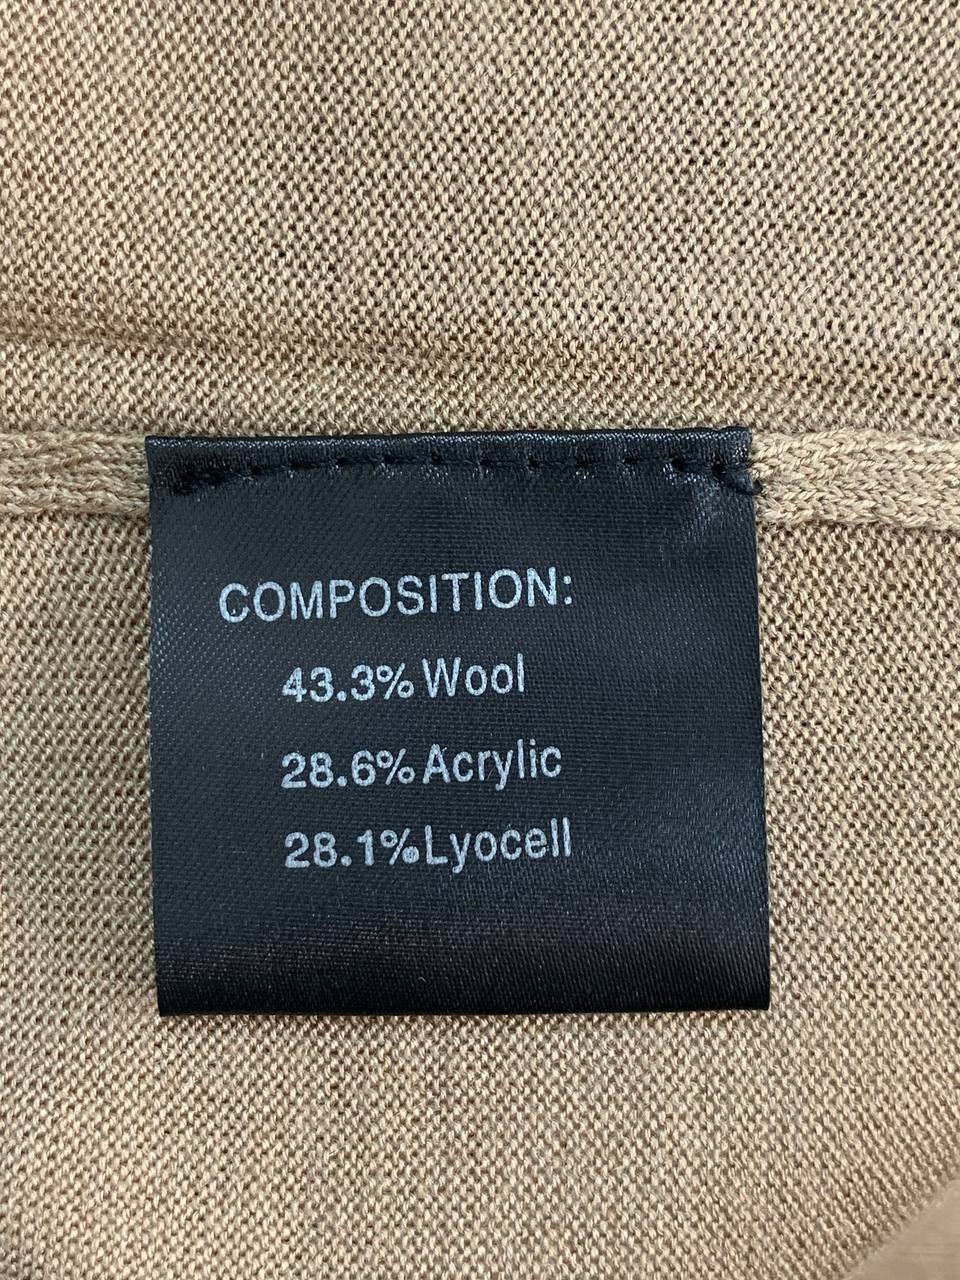 COMPOSITION:
43.3% Wool
28.6% Acrylic
28.1% Lyocell